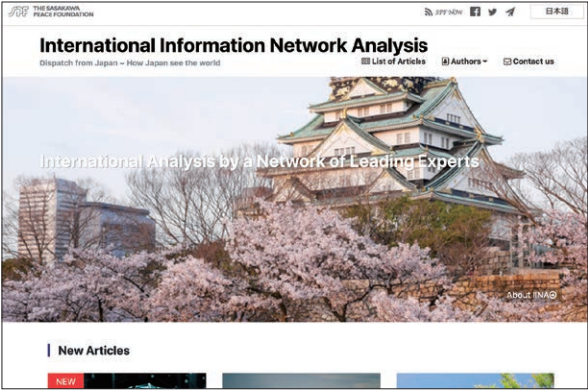 SPF THE SASAKAWA
PEACE FOUNDATION
SPF NOW
日本語
International Information Network Analysis
Dispatch from Japan – How Japan see the world
List of Articles
Authors
Contact us
International Analysis by a Network of Leading Experts
About IINA
New Articles
NEW